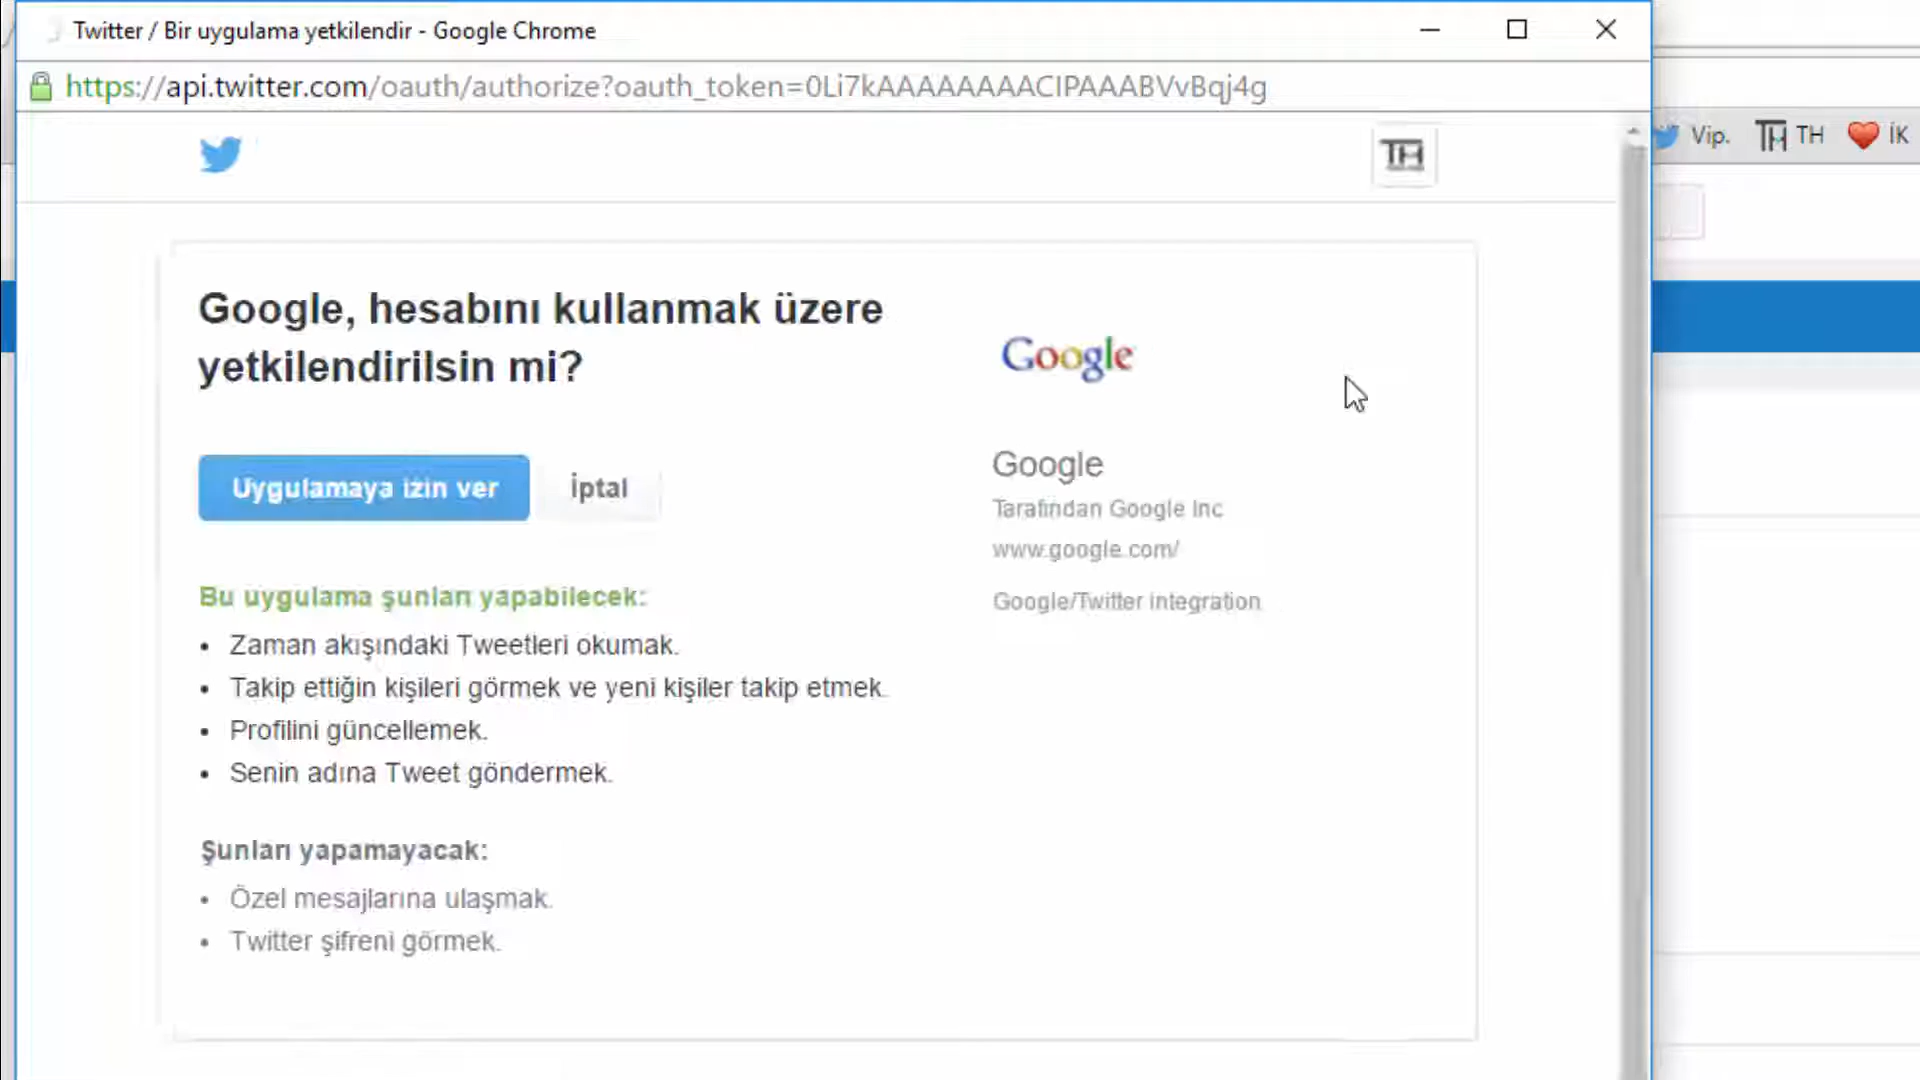 Twitter / Bir uygulama yetkilendir - Google Chrome
https://api.twitter.com/oauth/authorize?oauth_token=0Li7kAAAAAAAACIPAAABVvBqj4g
Vip.
TH
TH
İK
TH
Google, hesabını kullanmak üzere
yetkilendirilsin mi?
Google
Uygulamaya izin ver
İptal
Google
Tarafından Google Inc
www.google.com/
Google/Twitter integration
Bu uygulama şunları yapabilecek:
• Zaman akışındaki Tweetleri okumak.
• Takip ettiğin kişileri görmek ve yeni kişiler takip etmek.
• Profilini güncellemek.
• Senin adına Tweet göndermek.
Şunları yapamayacak:
• Özel mesajlarına ulaşmak.
• Twitter şifreni görmek.